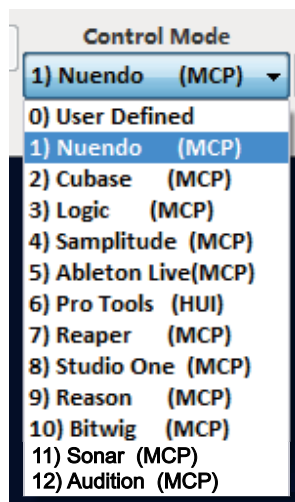 Control Mode
1) Nuendo (MCP)
0) User Defined
1) Nuendo (MCP)
2) Cubase (MCP)
3) Logic (MCP)
4) Samplitude (MCP)
5) Ableton Live(MCP)
6) Pro Tools (HUI)
7) Reaper (MCP)
8) Studio One (MCP)
9) Reason (MCP)
10) Bitwig (MCP)
11) Sonar (MCP)
12) Audition (MCP)